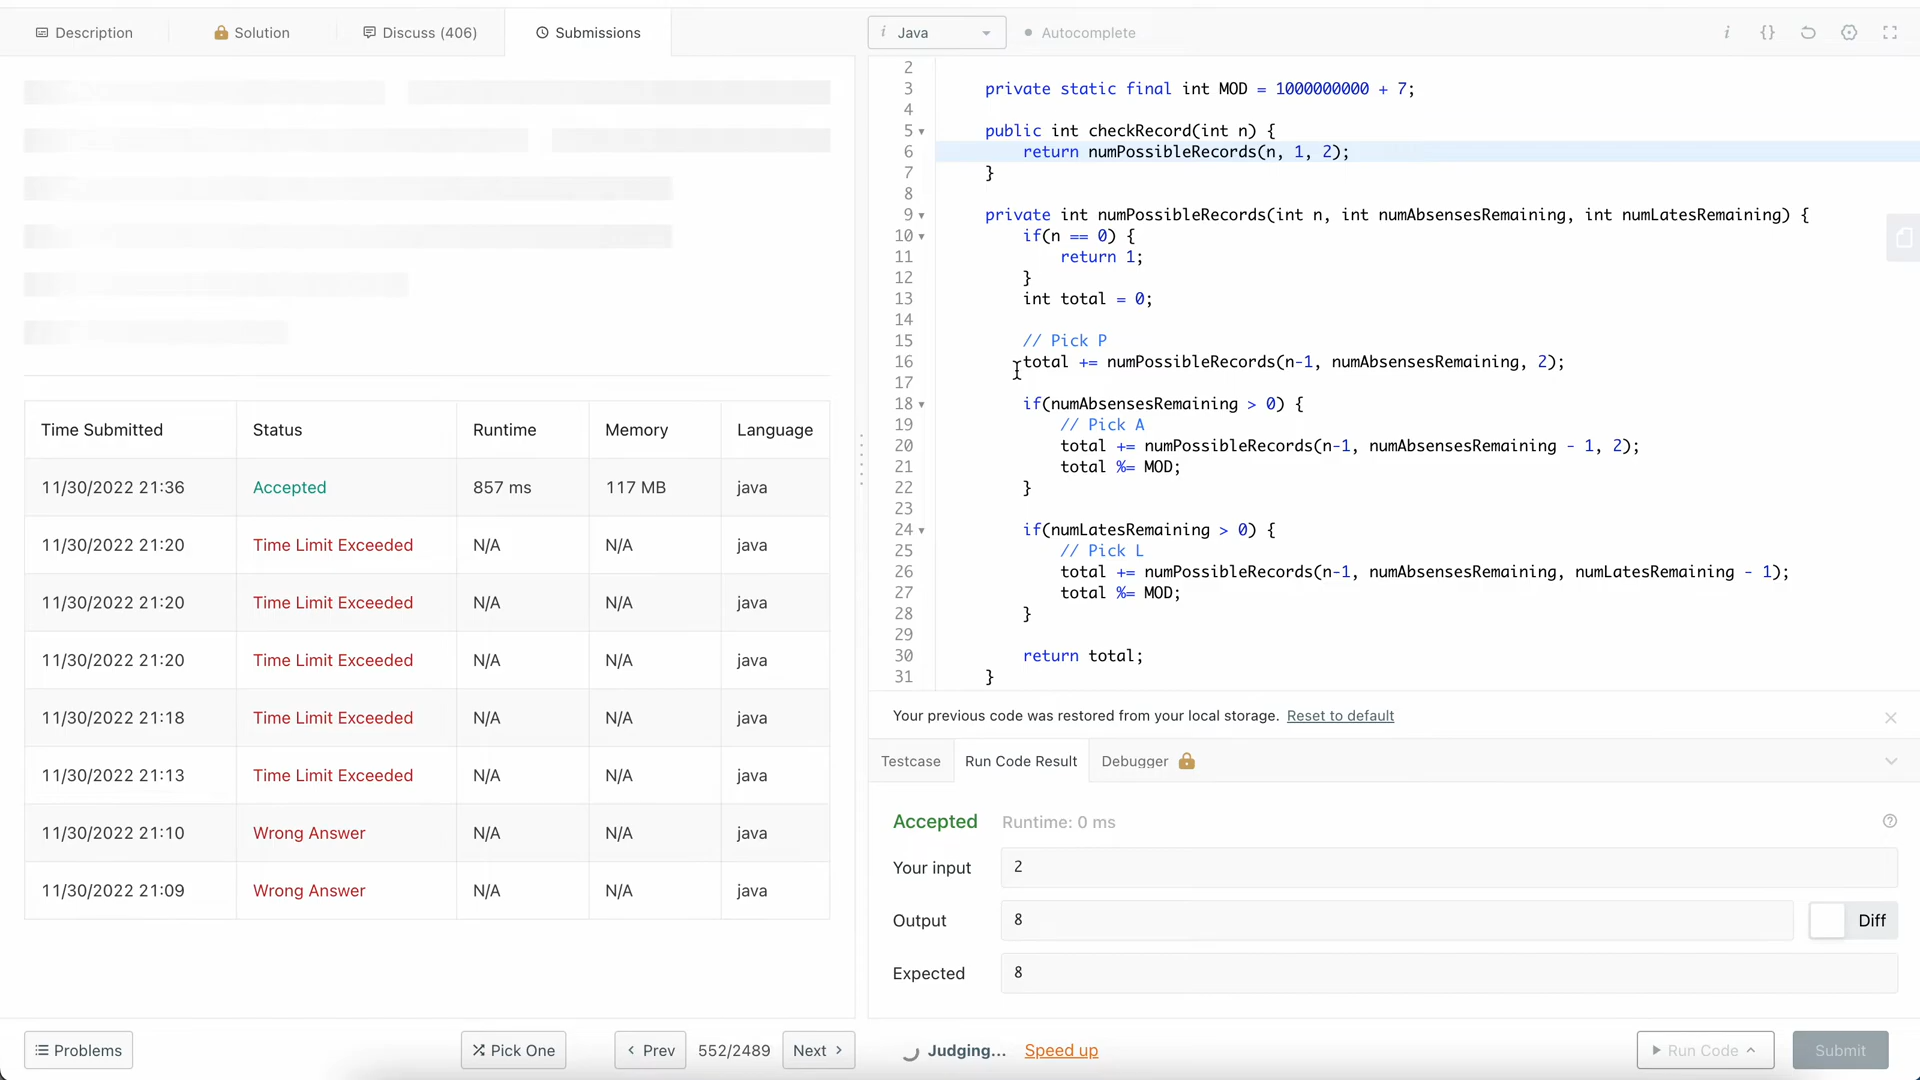 Description
Solution
Discuss (406)
Submissions
Time Submitted Status Runtime Memory Language
11/30/2022 21:36 Accepted 857 ms 117 MB java
11/30/2022 21:20 Time Limit Exceeded N/A N/A java
11/30/2022 21:20 Time Limit Exceeded N/A N/A java
11/30/2022 21:20 Time Limit Exceeded N/A N/A java
11/30/2022 21:18 Time Limit Exceeded N/A N/A java
11/30/2022 21:13 Time Limit Exceeded N/A N/A java
11/30/2022 21:10 Wrong Answer N/A N/A java
11/30/2022 21:09 Wrong Answer N/A N/A java
Problems
Pick One
Prev
552/2489
Next
i Java
Autocomplete
i {}
2
3 private static final int MOD = 1000000000 + 7;
4
5 public int checkRecord(int n) {
6 return numPossibleRecords(n, 1, 2);
7 }
8
9 private int numPossibleRecords(int n, int numAbsensesRemaining, int numLatesRemaining) {
10 if(n == 0) {
11 return 1;
12 }
13 int total = 0;
14
15 // Pick P
16 total += numPossibleRecords(n-1, numAbsensesRemaining, 2);
17
18 if(numAbsensesRemaining > 0) {
19 // Pick A
20 total += numPossibleRecords(n-1, numAbsensesRemaining - 1, 2);
21 total %= MOD;
22 }
23
24 if(numLatesRemaining > 0) {
25 // Pick L
26 total += numPossibleRecords(n-1, numAbsensesRemaining, numLatesRemaining - 1);
27 total %= MOD;
28 }
29
30 return total;
31 }
Your previous code was restored from your local storage. Reset to default
Testcase
Run Code Result
Debugger
Accepted Runtime: 0 ms
Your input 2
Output 8 Diff
Expected 8
Judging... Speed up
Run Code
Submit